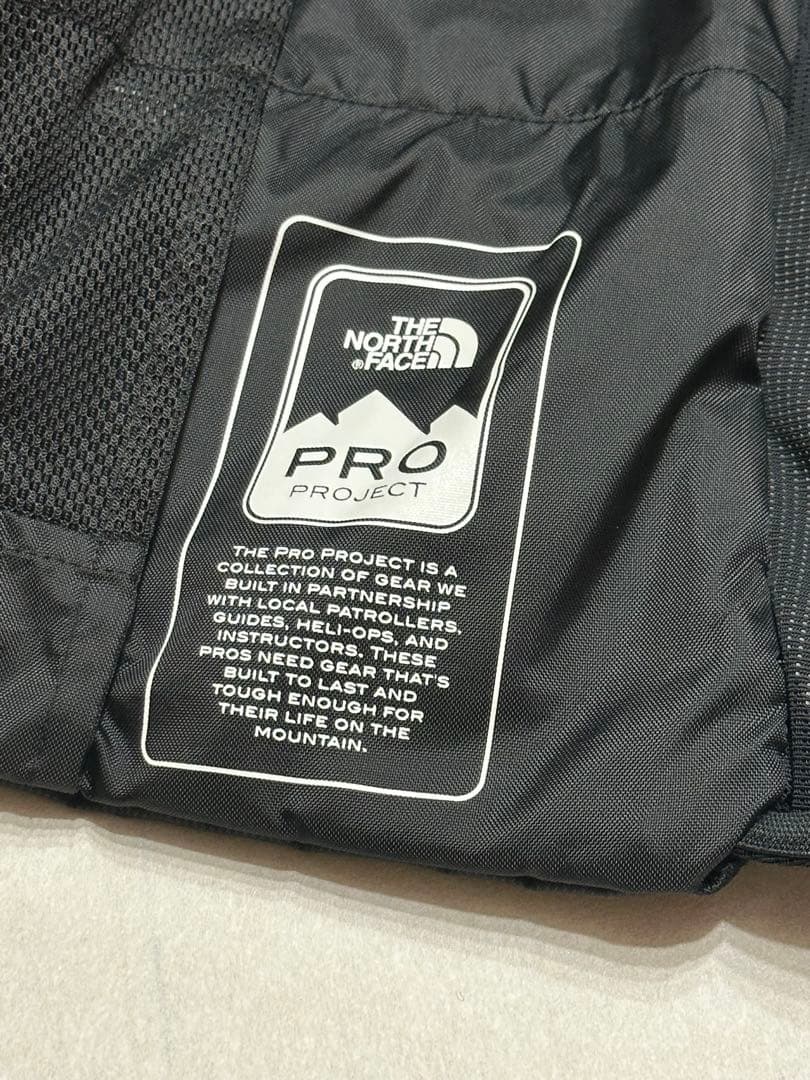 THE
NORTH
®FACE
PRO
PROJECT
THE PRO PROJECT IS A
COLLECTION OF GEAR WE
BUILT IN PARTNERSHIP
WITH LOCAL PATROLLERS,
GUIDES, HELI-OPS, AND
INSTRUCTORS. THESE
PROS NEED GEAR THAT'S
BUILT TO LAST AND
TOUGH ENOUGH FOR
THEIR LIFE ON THE
MOUNTAIN.